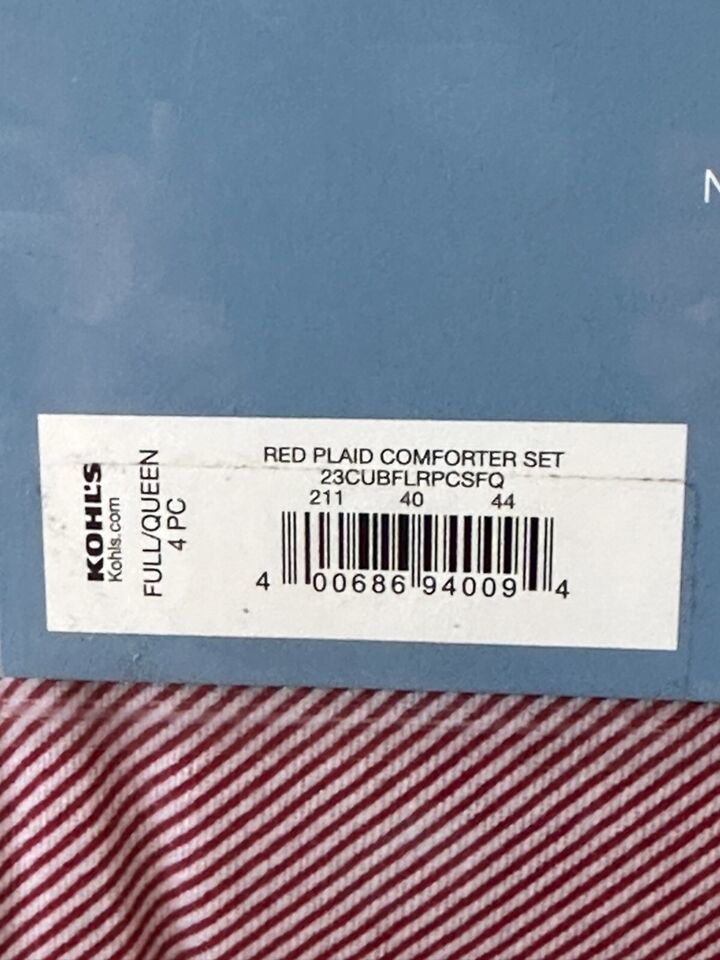 N
KOHL'S
Kohls.com
FULL/QUEEN
4 PC
RED PLAID COMFORTER SET
23CUBFLRPCSFQ
211 40 44
4 00686 94009 4